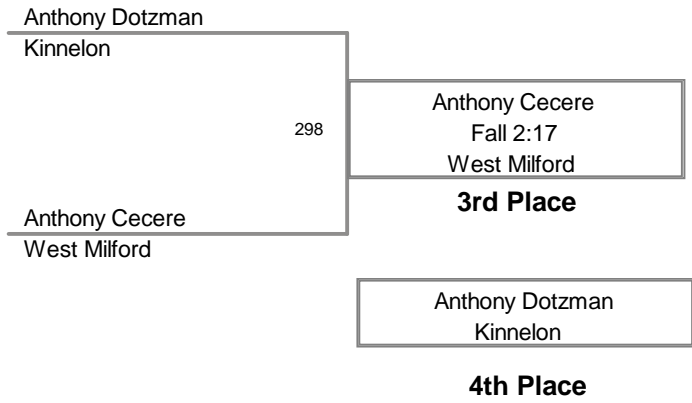 Anthony Dotzman
Kinnelon
298
Anthony Cecere
Fall 2:17
West Milford
3rd Place
Anthony Cecere
West Milford
Anthony Dotzman
Kinnelon
4th Place